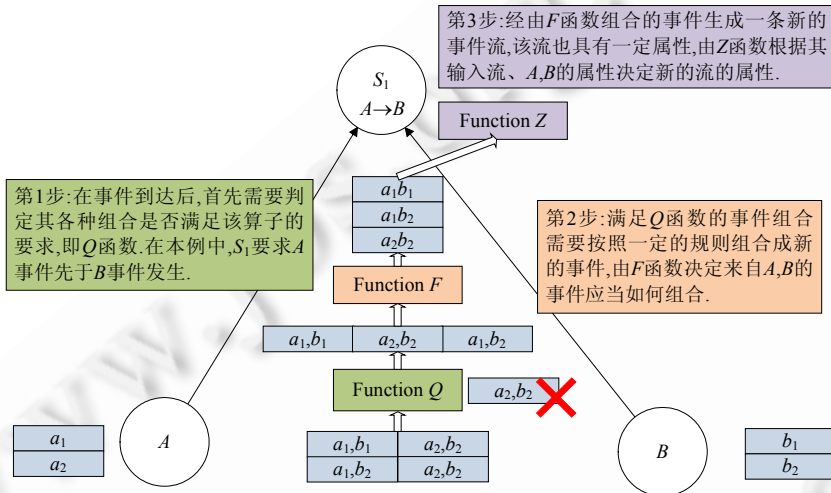 第3步:经由F函数组合的事件生成一条新的
事件流,该流也具有一定属性,由Z函数根据其
输入流、A,B的属性决定新的流的属性.
S₁
A→B
Function Z
第1步:在事件到达后,首先需要判
定其各种组合是否满足该算子的
要求,即Q函数.在本例中,S₁要求A
事件先于B事件发生.
a₁b₁
a₁b₂
a₂b₂
第2步:满足Q函数的事件组合
需要按照一定的规则组合成新
的事件,由F函数决定来自A,B的
事件应当如何组合.
Function F
a₁,b₁ a₂,b₂ a₁,b₂
Function Q
a₂,b₂
a₁
a₂
A
a₁,b₁ a₂,b₂
a₁,b₂ a₂,b₂
B
b₁
b₂